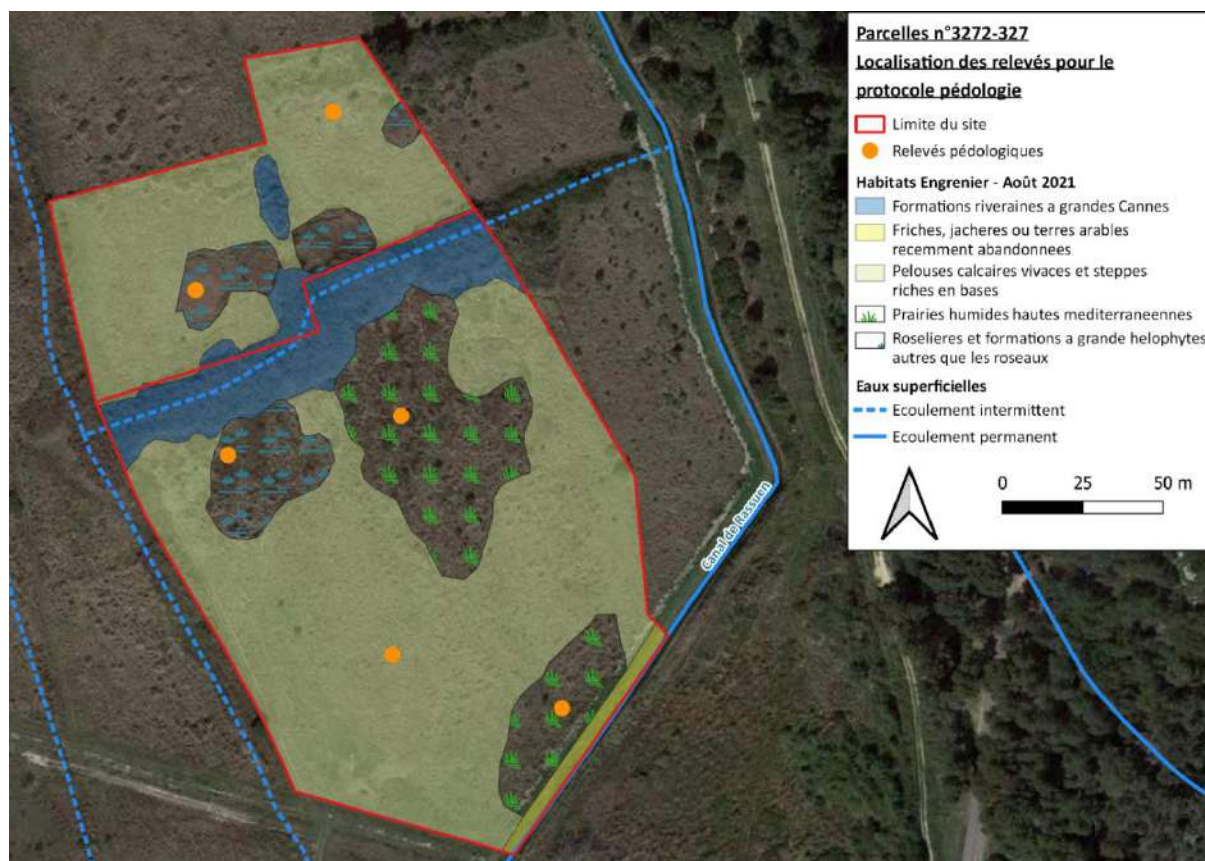 Parcelles n°3272-327
Localisation des relevés pour le
protocole pédologie
Limite du site
Relevés pédologiques
Habitats Engrenier - Août 2021
Formations riveraines a grandes Cannes
Friches, jacheres ou terres arables
recemment abandonnees
Pelouses calcaires vivaces et steppes
riches en bases
Prairies humides hautes mediterraneennes
Roselieres et formations a grande helophytes
autres que les roseaux
Eaux superficielles
Ecoulement intermittent
Ecoulement permanent
0 25 50 m
Canal de Rassuen